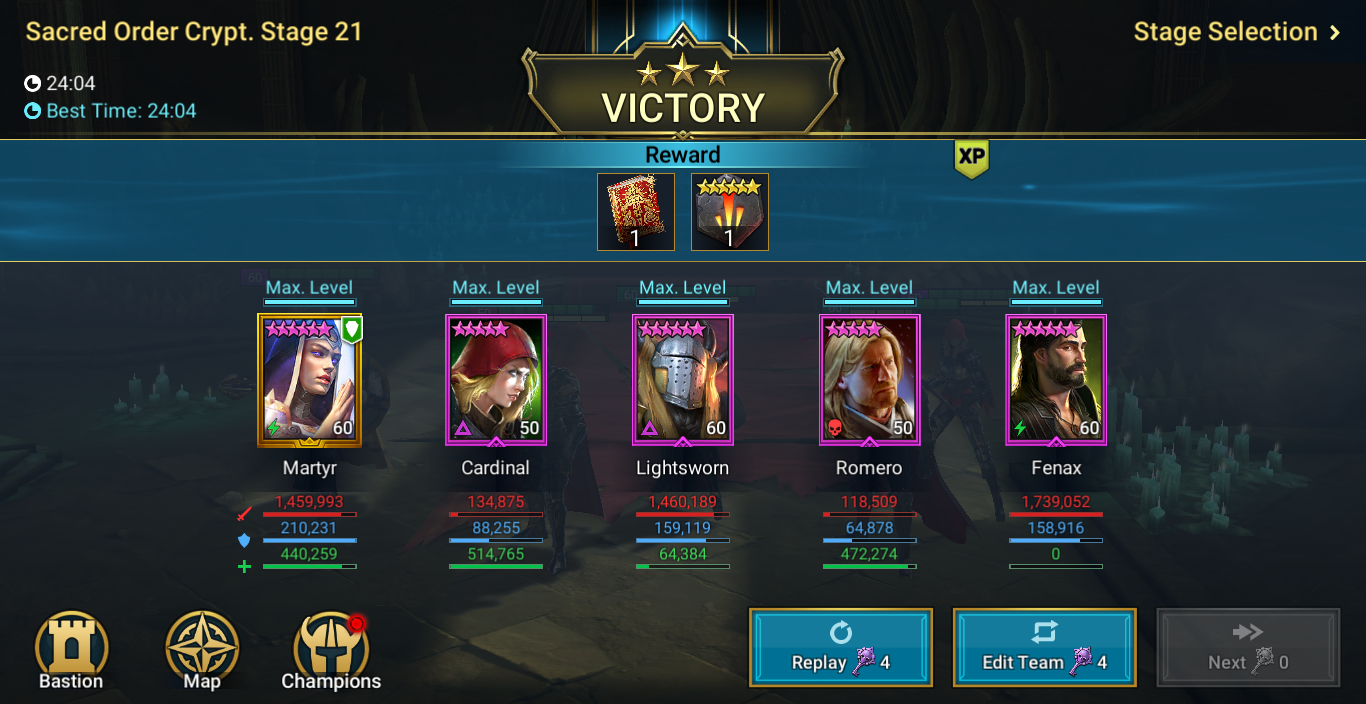 Sacred Order Crypt. Stage 21
Stage Selection
24:04
Best Time: 24:04
VICTORY
Reward
XP
1
1
Max. Level
Max. Level
Max. Level
Max. Level
Max. Level
60
50
60
50
60
Martyr
Cardinal
Lightsworn
Romero
Fenax
1,459,993
134,875
1,460,189
118,509
1,739,052
210,231
88,255
159,119
64,878
158,916
440,259
514,765
64,384
472,274
0
Bastion
Map
Champions
Replay 4
Edit Team 4
Next 0